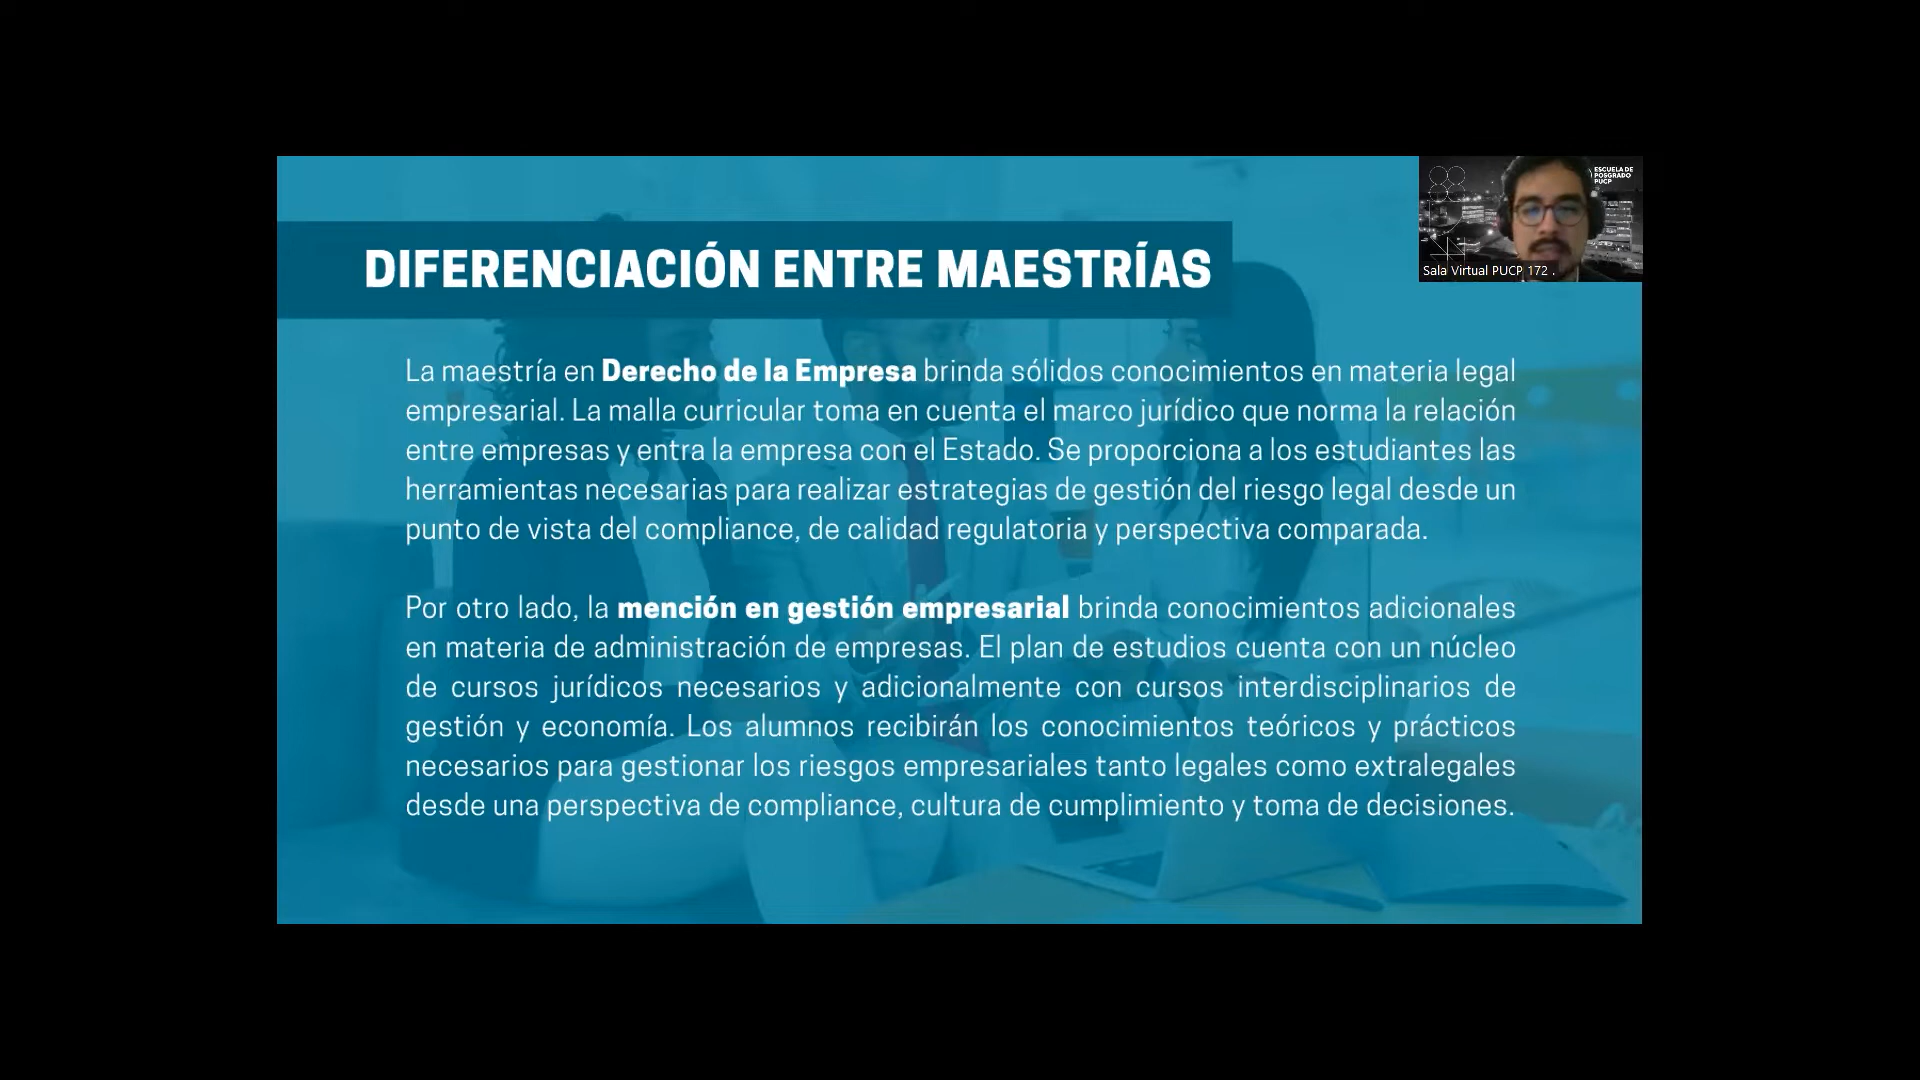 ESCUELA DE
POSGRADO
PUCP
Sala Virtual PUCP 172 .
DIFERENCIACIÓN ENTRE MAESTRÍAS
La maestría en Derecho de la Empresa brinda sólidos conocimientos en materia legal
empresarial. La malla curricular toma en cuenta el marco jurídico que norma la relación
entre empresas y entra la empresa con el Estado. Se proporciona a los estudiantes las
herramientas necesarias para realizar estrategias de gestión del riesgo legal desde un
punto de vista del compliance, de calidad regulatoria y perspectiva comparada.
Por otro lado, la mención en gestión empresarial brinda conocimientos adicionales
en materia de administración de empresas. El plan de estudios cuenta con un núcleo
de cursos jurídicos necesarios y adicionalmente con cursos interdisciplinarios de
gestión y economía. Los alumnos recibirán los conocimientos teóricos y prácticos
necesarios para gestionar los riesgos empresariales tanto legales como extralegales
desde una perspectiva de compliance, cultura de cumplimiento y toma de decisiones.